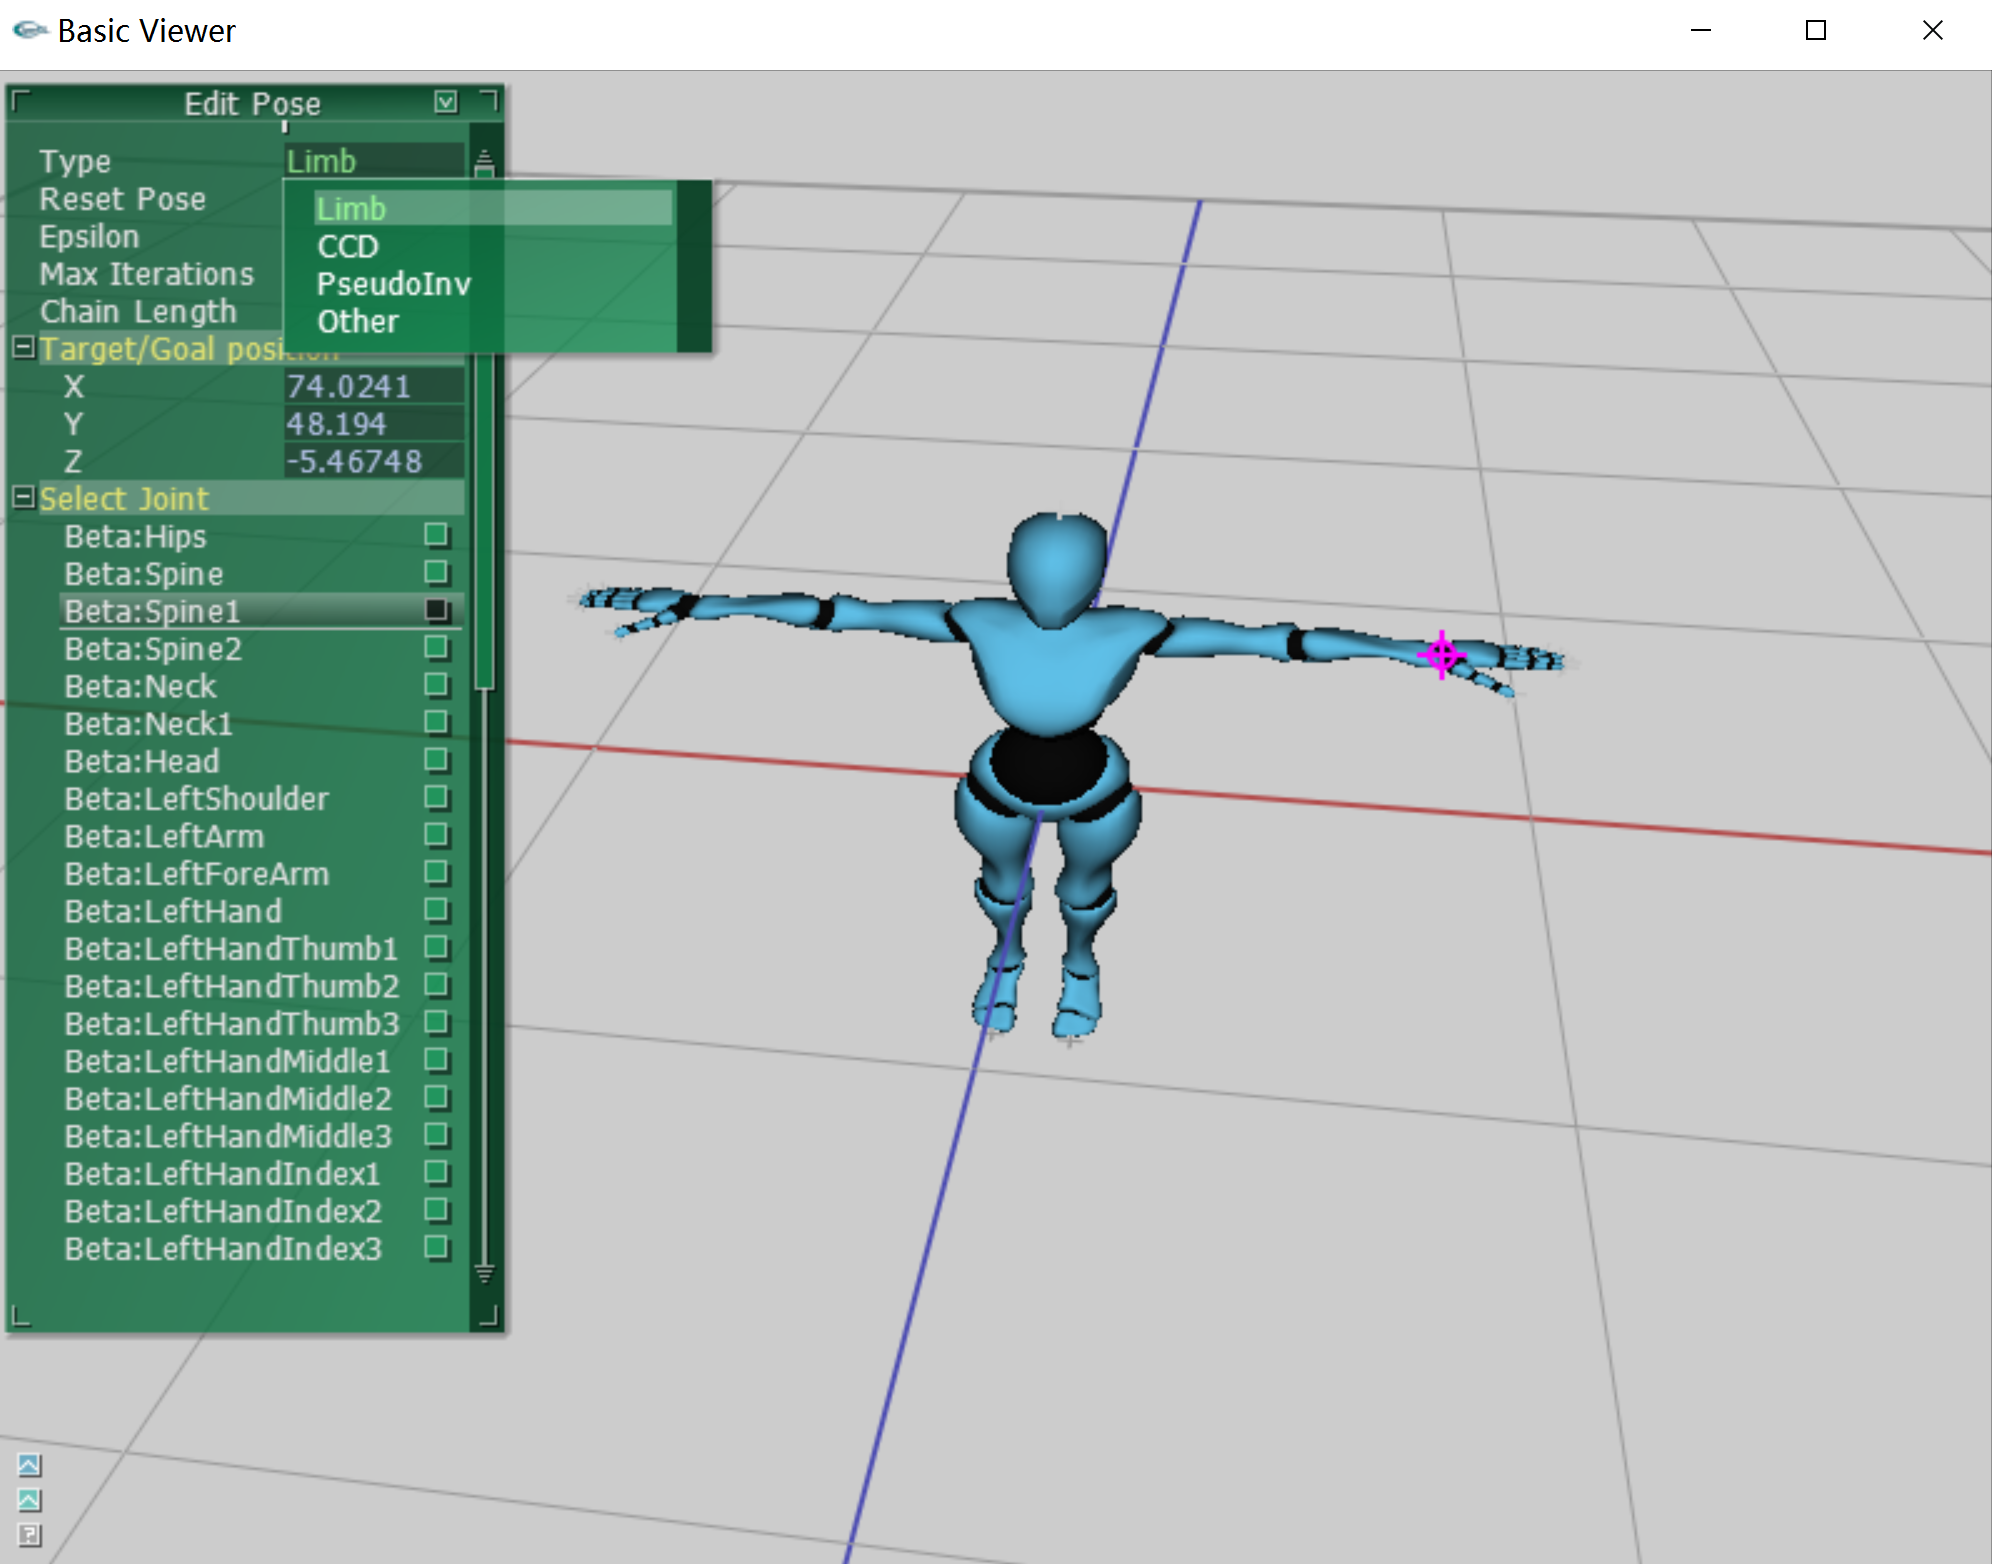 Basic Viewer
Edit Pose
Type Limb
Reset Pose
Limb
Epsilon
CCD
Max Iterations
PseudoInv
Chain Length
Other
Target/Goal position
X 74.0241
Y 48.194
Z -5.46748
Select Joint
Beta:Hips
Beta:Spine
Beta:Spine1
Beta:Spine2
Beta:Neck
Beta:Neck1
Beta:Head
Beta:LeftShoulder
Beta:LeftArm
Beta:LeftForeArm
Beta:LeftHand
Beta:LeftHandThumb1
Beta:LeftHandThumb2
Beta:LeftHandThumb3
Beta:LeftHandMiddle1
Beta:LeftHandMiddle2
Beta:LeftHandMiddle3
Beta:LeftHandIndex1
Beta:LeftHandIndex2
Beta:LeftHandIndex3
?